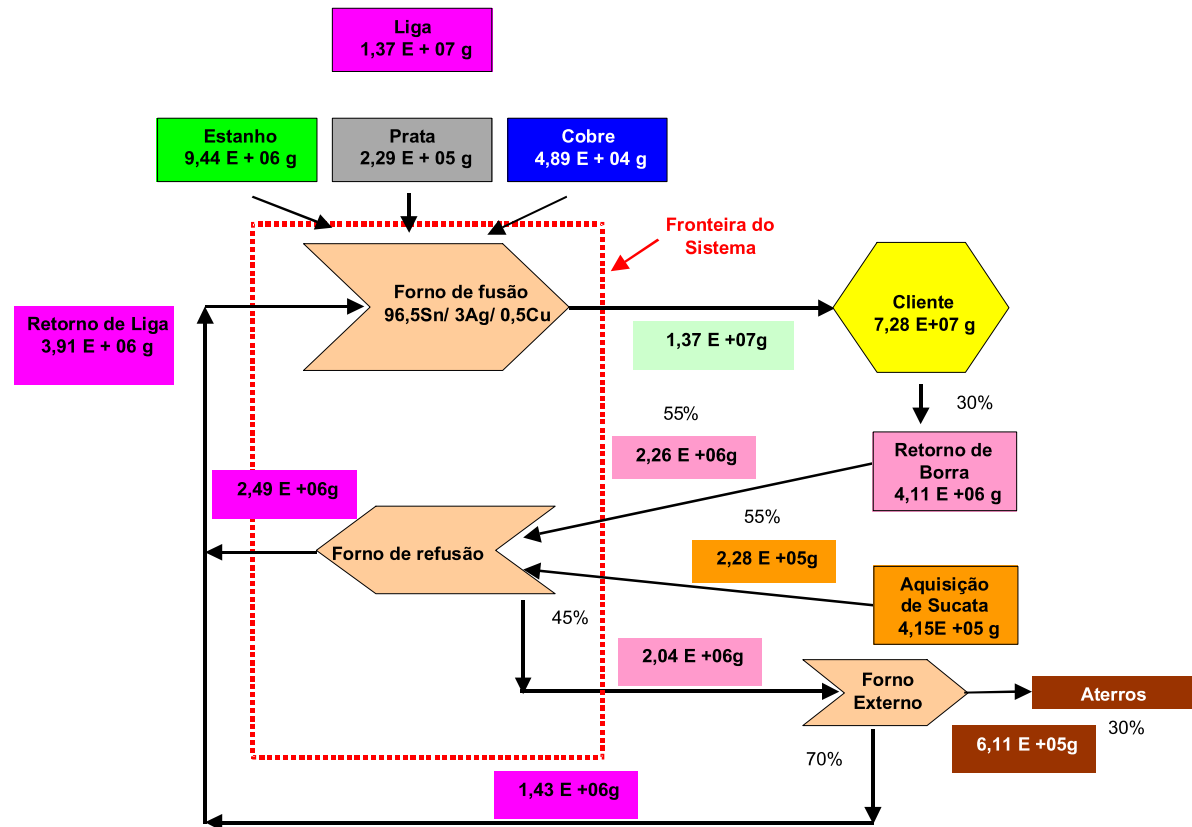 Liga
1,37 E + 07 g
Estanho
9,44 E + 06 g
Prata
2,29 E + 05 g
Cobre
4,89 E + 04 g
Fronteira do
Sistema
Forno de fusão
96,5Sn/ 3Ag/ 0,5Cu
Cliente
7,28 E+07 g
Retorno de Liga
3,91 E + 06 g
1,37 E +07g
30%
55%
2,26 E +06g
Retorno de
Borra
4,11 E +06 g
2,49 E +06g
55%
2,28 E +05g
Forno de refusão
Aquisição
de Sucata
4,15E +05 g
45%
2,04 E +06g
Forno
Externo
Aterros
30%
6,11 E +05g
70%
1,43 E +06g